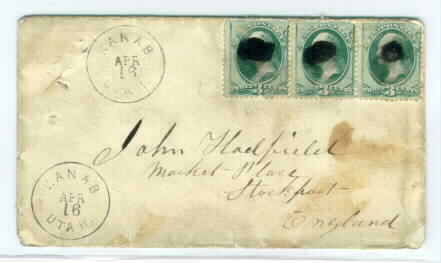 KANAB
APR
16
UTAH
John Hadfield
Market Place
Stockport
England
KANAB
APR
16
UTAH